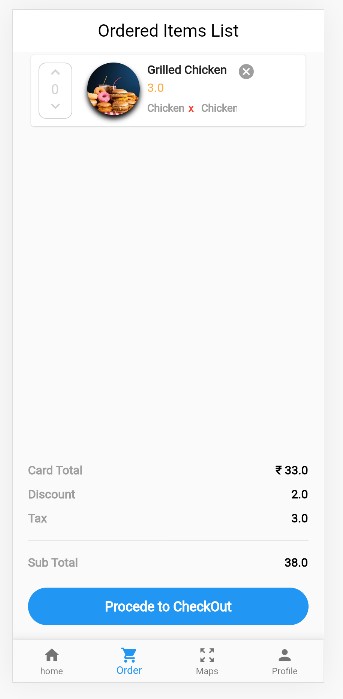 Ordered Items List
0
Grilled Chicken
3.0
Chicken x Chicken
Card Total ₹ 33.0
Discount 2.0
Tax 3.0
Sub Total 38.0
Procede to CheckOut
home Order Maps Profile